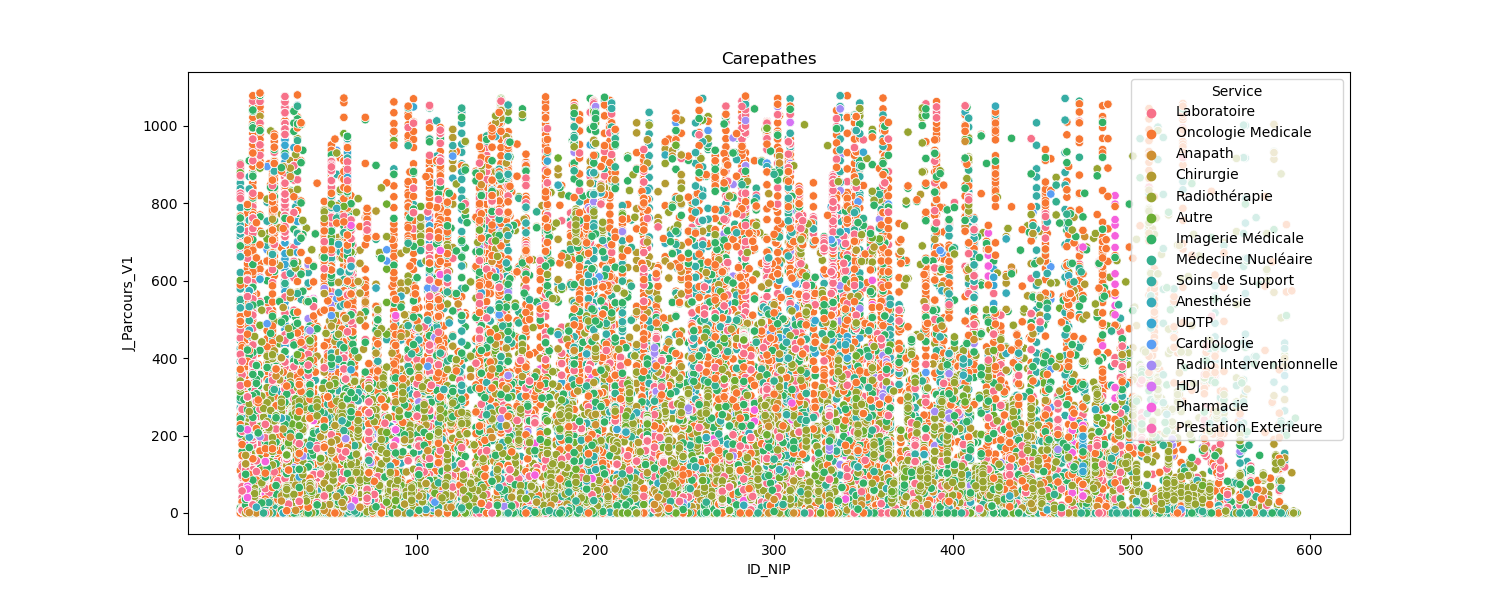 Carepathes
J_Parcours_V1
1000
800
600
400
200
0
0 100 200 300 400 500 600
ID_NIP
Service
Laboratoire
Oncologie Medicale
Anapath
Chirurgie
Radiothérapie
Autre
Imagerie Médicale
Médecine Nucléaire
Soins de Support
Anesthésie
UDTP
Cardiologie
Radio Interventionnelle
HDJ
Pharmacie
Prestation Exterieure